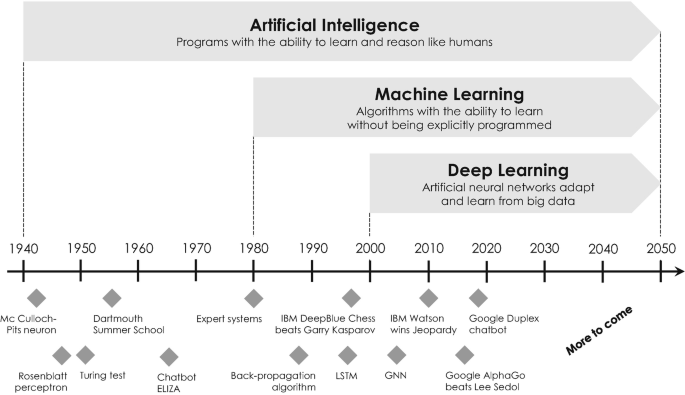 Artificial Intelligence
Programs with the ability to learn and reason like humans
Machine Learning
Algorithms with the ability to learn
without being explicitly programmed
Deep Learning
Artificial neural networks adapt
and learn from big data
1940 1950 1960 1970 1980 1990 2000 2010 2020 2030 2040 2050
Mc Culloch-
Pits neuron
Dartmouth
Summer School
Expert systems
IBM DeepBlue Chess
beats Garry Kasparov
IBM Watson
wins Jeopardy
Google Duplex
chatbot
More to come
Rosenblatt
perceptron
Turing test
Chatbot
ELIZA
Back-propagation
algorithm
LSTM
GNN
Google AlphaGo
beats Lee Sedol